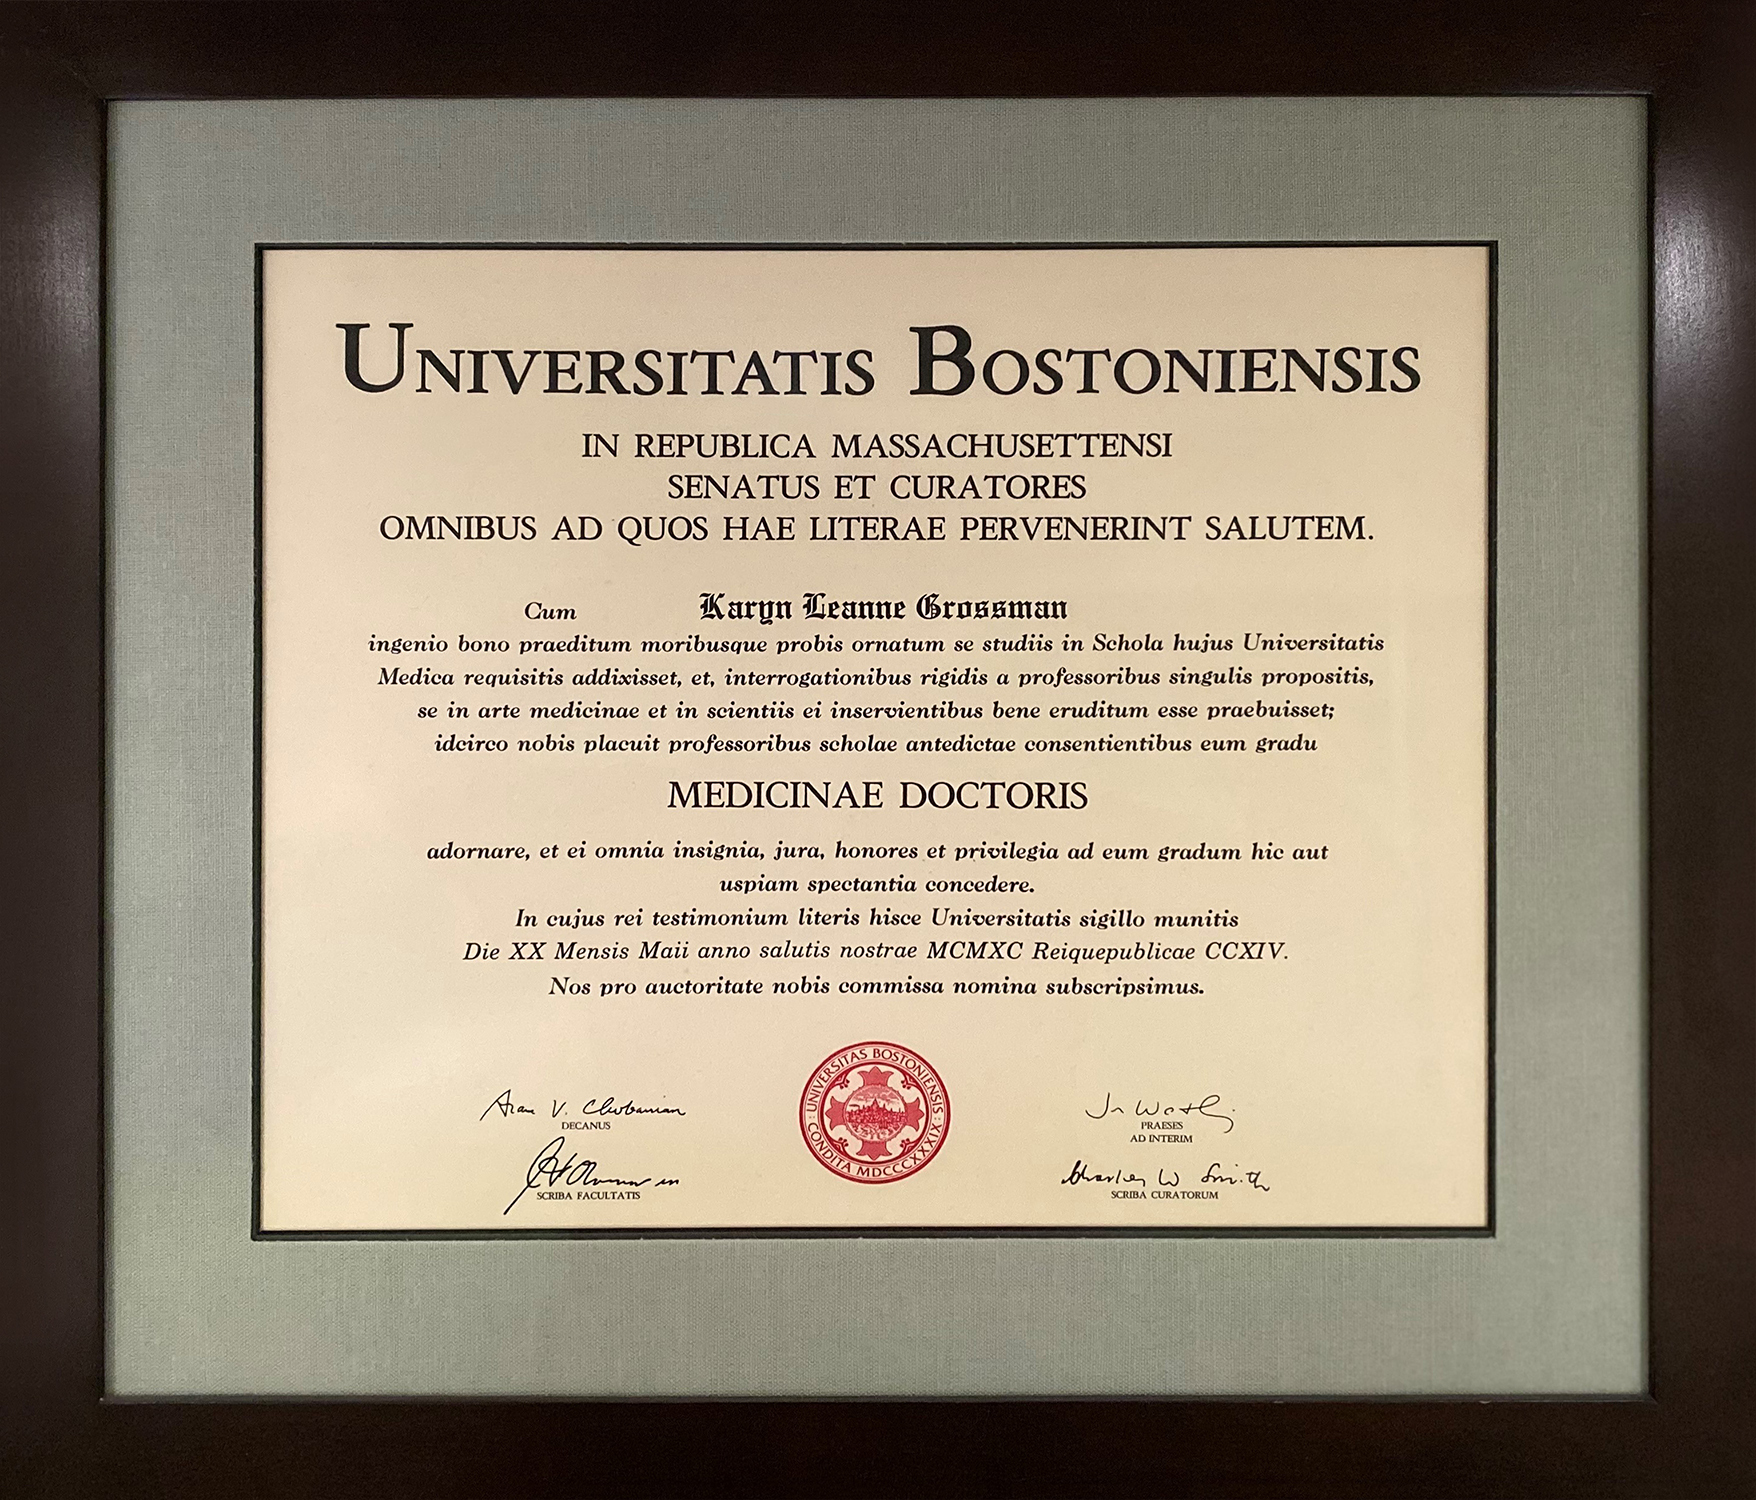 UNIVERSITATIS BOSTONIENSIS
IN REPUBLICA MASSACHUSETTENSI
SENATUS ET CURATORES
OMNIBUS AD QUOS HAE LITERAE PERVENERINT SALUTEM.
Cum Karyn Leanne Grossman
ingenio bono praeditum moribusque probis ornatum se studiis in Schola hujus Universitatis
Medica requisitis addixisset, et, interrogationibus rigidis a professoribus singulis propositis,
se in arte medicinae et in scientiis ei inservientibus bene eruditum esse praebuisset;
idcirco nobis placuit professoribus scholae antedictae consentientibus eum gradu
MEDICINAE DOCTORIS
adornare, et ei omnia insignia, jura, honores et privilegia ad eum gradum hic aut
uspiam spectantia concedere.
In cujus rei testimonium literis hisce Universitatis sigillo munitis
Die XX Mensis Maii anno salutis nostrae MCMXC Reiquepublicae CCXIV.
Nos pro auctoritate nobis commissa nomina subscripsimus.
Aram V. Chobanian
DECANUS
SCRIBA FACULTATIS
UNIVERSITAS BOSTONIENSIS
CONDITA MDCCCXXXIX
PRAESES
AD INTERIM
Charles W Smith
SCRIBA CURATORUM